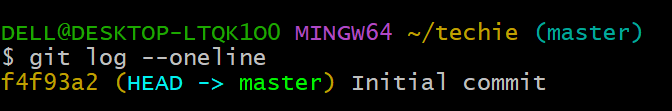 DELL@DESKTOP-LTQK1O0 MINGW64 ~/techie (master)
$ git log --oneline
f4f93a2 (HEAD -> master) Initial commit